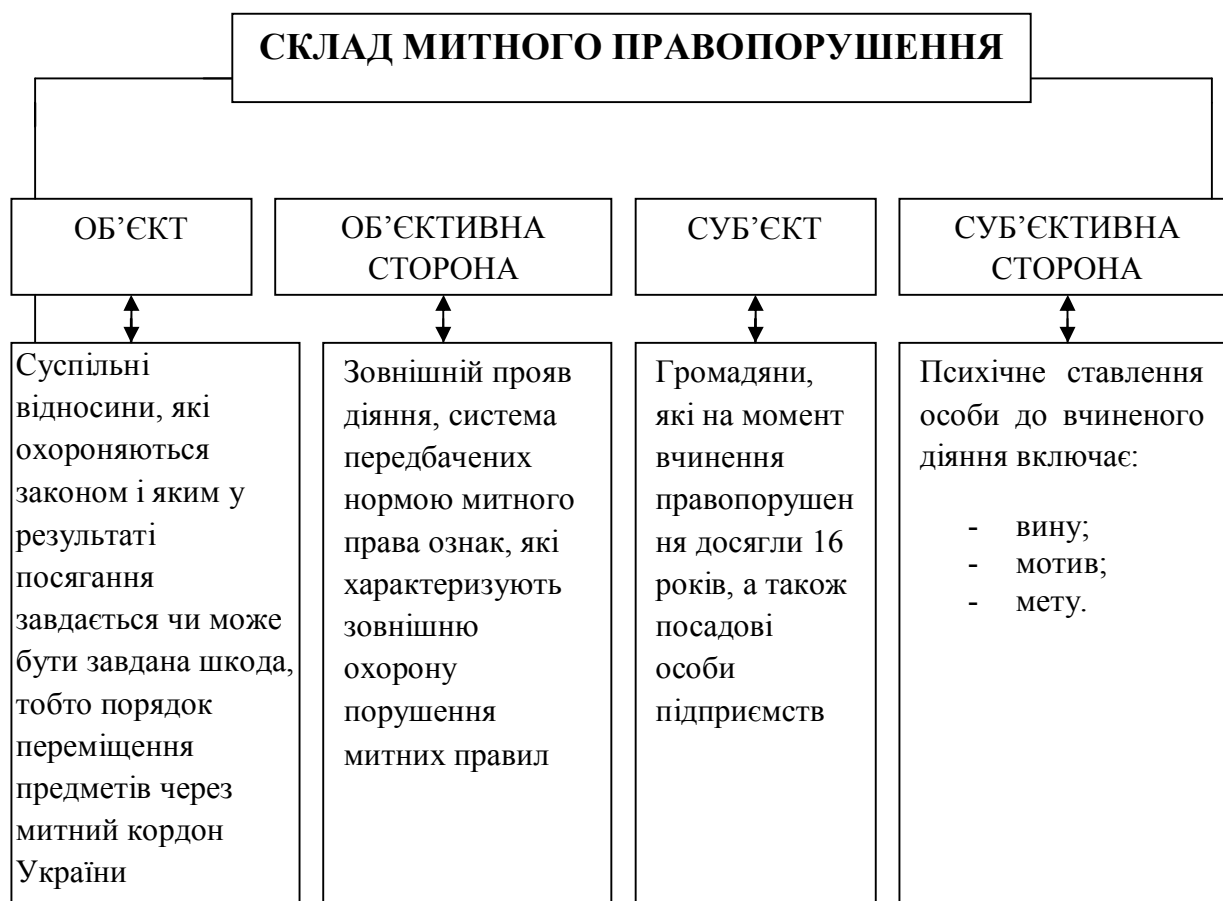 СКЛАД МИТНОГО ПРАВОПОРУШЕННЯ
ОБ’ЄКТ
ОБ’ЄКТИВНА
СТОРОНА
СУБ’ЄКТ
СУБ’ЄКТИВНА
СТОРОНА
Суспільні
відносини, які
охороняються
законом і яким у
результаті
посягання
завдається чи може
бути завдана шкода,
тобто порядок
переміщення
предметів через
митний кордон
України
Зовнішній прояв
діяння, система
передбачених
нормою митного
права ознак, які
характеризують
зовнішню
охорону
порушення
митних правил
Громадяни,
які на момент
вчинення
правопорушен
ня досягли 16
років, а також
посадові
особи
підприємств
Психічне ставлення
особи до вчиненого
діяння включає:
- вину;
- мотив;
- мету.